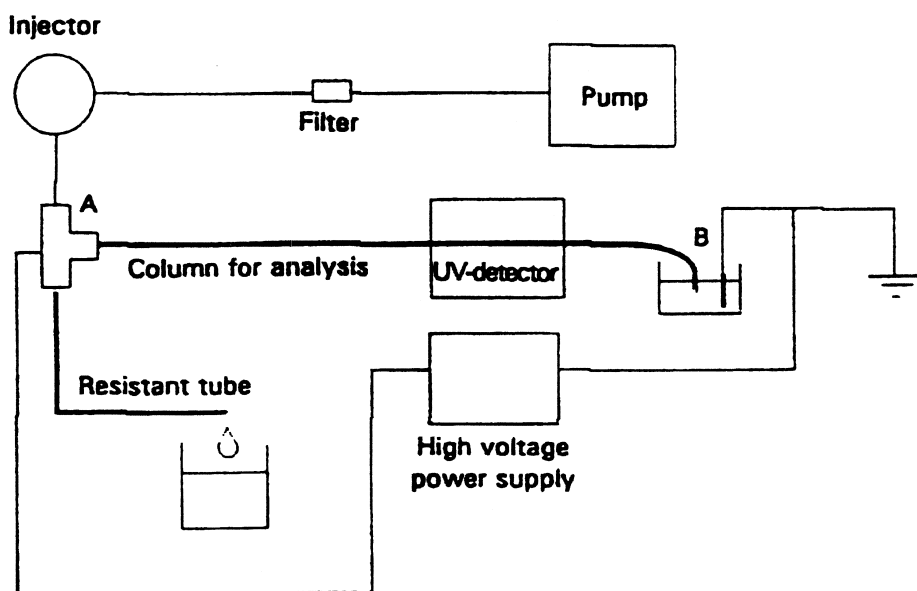 Injector
Pump
Filter
A
B
Column for analysis
UV-detector
Resistant tube
High voltage
power supply